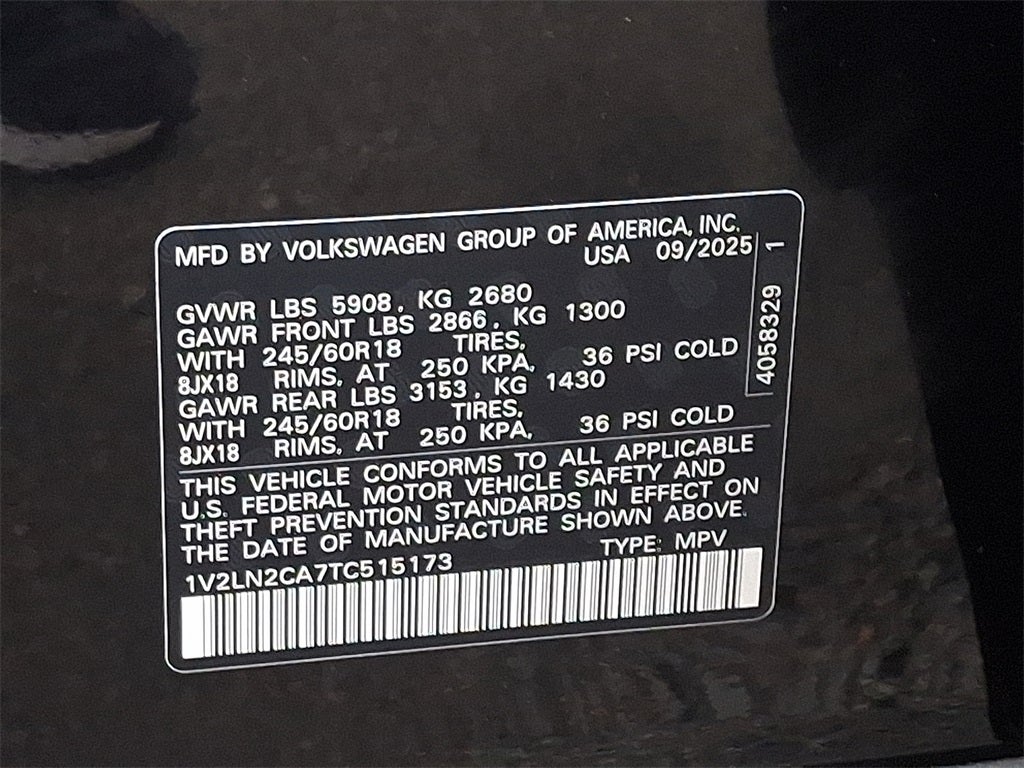 MFD BY VOLKSWAGEN GROUP OF AMERICA, INC.
USA 09/2025
GVWR LBS 5908, KG 2680
GAWR FRONT LBS 2866, KG 1300
WITH 245/60R18 TIRES,
8JX18 RIMS, AT 250 KPA, 36 PSI COLD
GAWR REAR LBS 3153, KG 1430
WITH 245/60R18 TIRES,
8JX18 RIMS, AT 250 KPA, 36 PSI COLD
THIS VEHICLE CONFORMS TO ALL APPLICABLE
U.S. FEDERAL MOTOR VEHICLE SAFETY AND
THEFT PREVENTION STANDARDS IN EFFECT ON
THE DATE OF MANUFACTURE SHOWN ABOVE.
TYPE: MPV
1V2LN2CA7TC515173
4058329 1